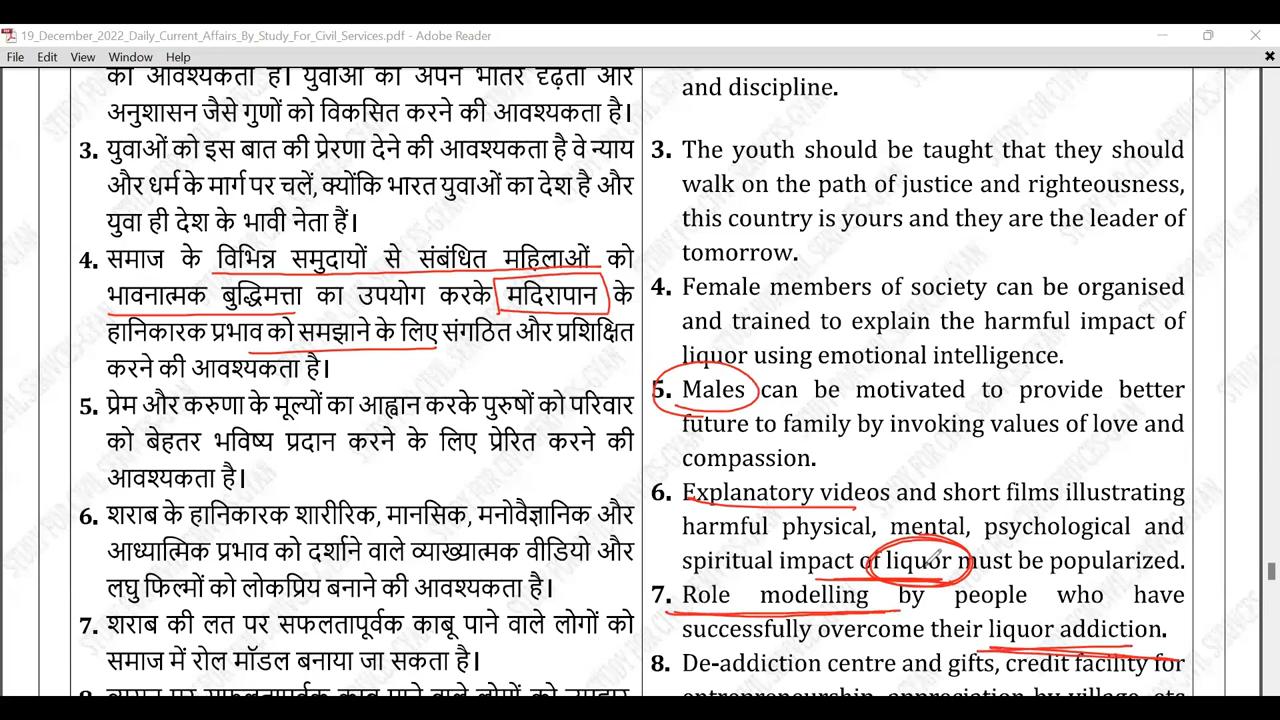 19_December_2022_Daily_Current_Affairs_By_Study_For_Civil_Services.pdf - Adobe Reader
File Edit View Window Help
की आवश्यकता है। युवाओं को अपने भीतर दृढ़ता और
अनुशासन जैसे गुणों को विकसित करने की आवश्यकता है।
3. युवाओं को इस बात की प्रेरणा देने की आवश्यकता है वे न्याय
और धर्म के मार्ग पर चलें, क्योंकि भारत युवाओं का देश है और
युवा ही देश के भावी नेता हैं।
4. समाज के विभिन्न समुदायों से संबंधित महिलाओं को
भावनात्मक बुद्धिमत्ता का उपयोग करके मदिरापान के
हानिकारक प्रभाव को समझाने के लिए संगठित और प्रशिक्षित
करने की आवश्यकता है।
5. प्रेम और करुणा के मूल्यों का आह्वान करके पुरुषों को परिवार
को बेहतर भविष्य प्रदान करने के लिए प्रेरित करने की
आवश्यकता है।
6. शराब के हानिकारक शारीरिक, मानसिक, मनोवैज्ञानिक और
आध्यात्मिक प्रभाव को दर्शाने वाले व्याख्यात्मक वीडियो और
लघु फिल्मों को लोकप्रिय बनाने की आवश्यकता है।
7. शराब की लत पर सफलतापूर्वक काबू पाने वाले लोगों को
समाज में रोल मॉडल बनाया जा सकता है।
and discipline.
3. The youth should be taught that they should
walk on the path of justice and righteousness,
this country is yours and they are the leader of
tomorrow.
4. Female members of society can be organised
and trained to explain the harmful impact of
liquor using emotional intelligence.
5. Males can be motivated to provide better
future to family by invoking values of love and
compassion.
6. Explanatory videos and short films illustrating
harmful physical, mental, psychological and
spiritual impact of liquor must be popularized.
7. Role modelling by people who have
successfully overcome their liquor addiction.
8. De-addiction centre and gifts, credit facility for
entrepreneurship, appreciation by village, etc